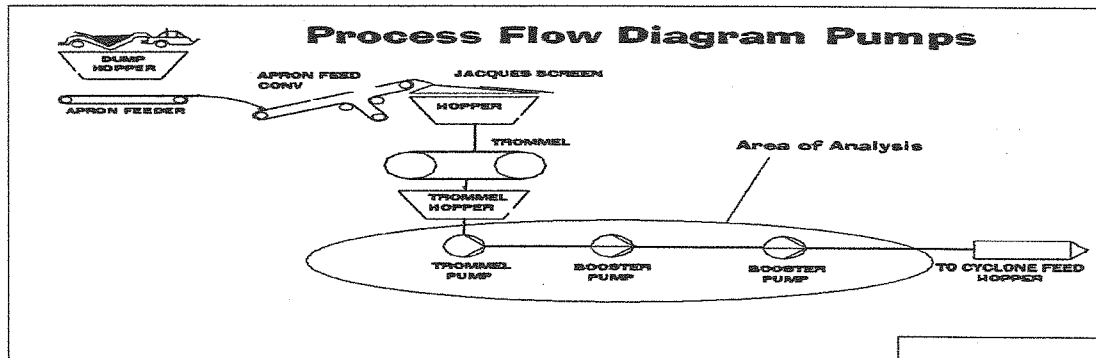 Process Flow Diagram Pumps
DUMP
HOPPER
APRON FEEDER
APRON FEED
CONV
JACQUES SCREEN
HOPPER
TROMMEL
TROMMEL
HOPPER
Area of Analysis
TROMMEL
PUMP
BOOSTER
PUMP
BOOSTER
PUMP
TO CYCLONE FEED
HOPPER